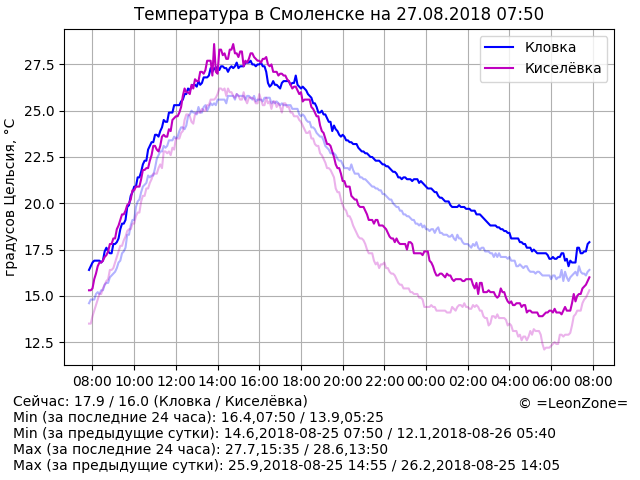 Температура в Смоленске на 27.08.2018 07:50
градусов Цельсия, °C
27.5
25.0
22.5
20.0
17.5
15.0
12.5
Кловка
Киселёвка
08:00 10:00 12:00 14:00 16:00 18:00 20:00 22:00 00:00 02:00 04:00 06:00 08:00
Сейчас: 17.9 / 16.0 (Кловка / Киселёвка)
© =LeonZone=
Min (за последние 24 часа): 16.4,07:50 / 13.9,05:25
Min (за предыдущие сутки): 14.6,2018-08-25 07:50 / 12.1,2018-08-26 05:40
Max (за последние 24 часа): 27.7,15:35 / 28.6,13:50
Max (за предыдущие сутки): 25.9,2018-08-25 14:55 / 26.2,2018-08-25 14:05